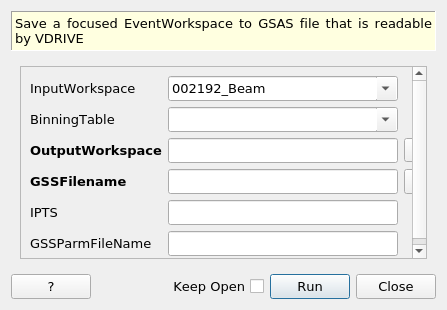 Save a focused EventWorkspace to GSAS file that is readable
by VDRIVE
InputWorkspace 002192_Beam
BinningTable
OutputWorkspace
GSSFilename
IPTS
GSSParmFileName
? Keep Open Run Close